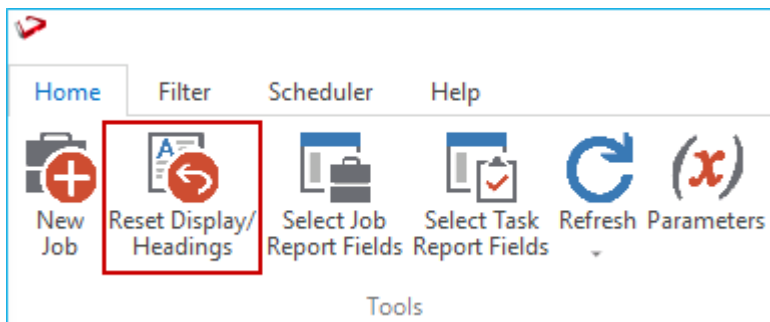 Home Filter Scheduler Help
A
(x)
New Reset Display/ Select Job Select Task Refresh Parameters
Job Headings Report Fields Report Fields
Tools